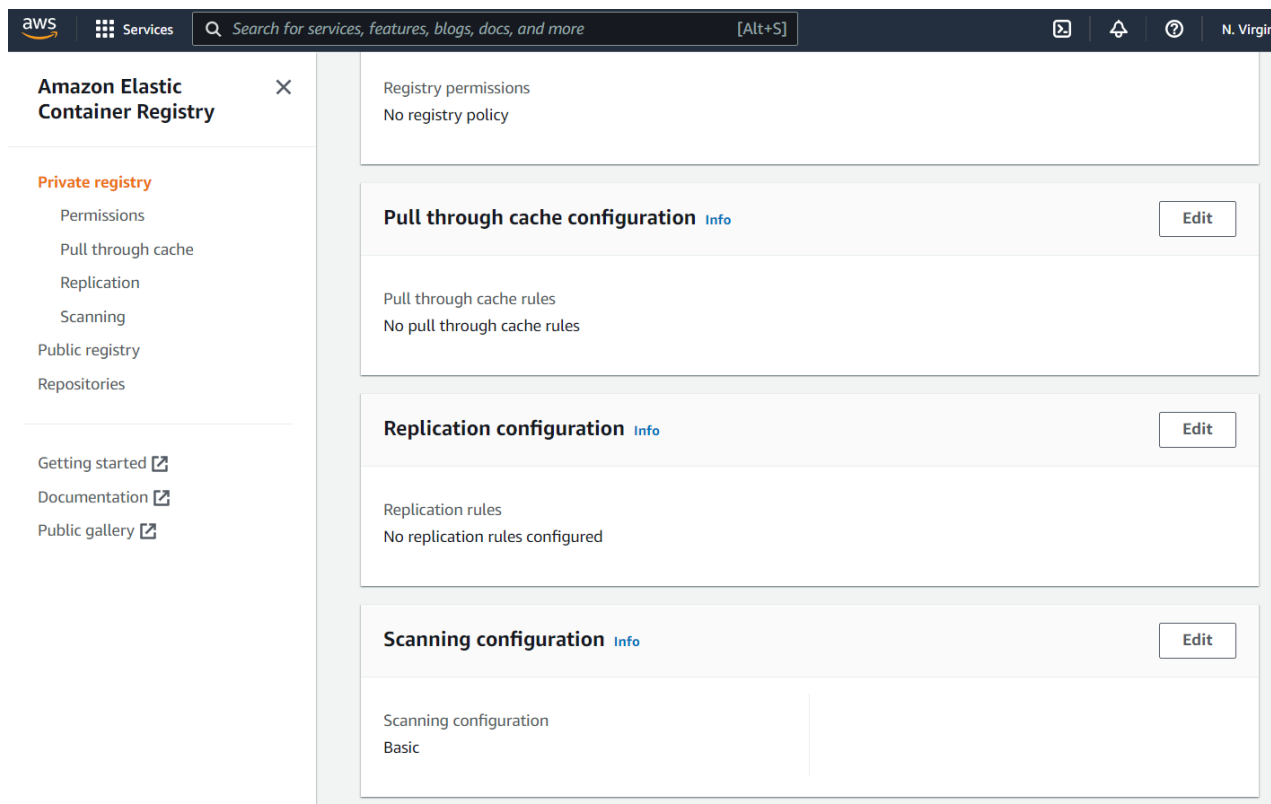 aws
Services
Search for services, features, blogs, docs, and more
[Alt+S]
N. Virgin
Amazon Elastic
Container Registry
Private registry
Permissions
Pull through cache
Replication
Scanning
Public registry
Repositories
Getting started
Documentation
Public gallery
Registry permissions
No registry policy
Pull through cache configuration Info
Edit
Pull through cache rules
No pull through cache rules
Replication configuration Info
Edit
Replication rules
No replication rules configured
Scanning configuration Info
Edit
Scanning configuration
Basic